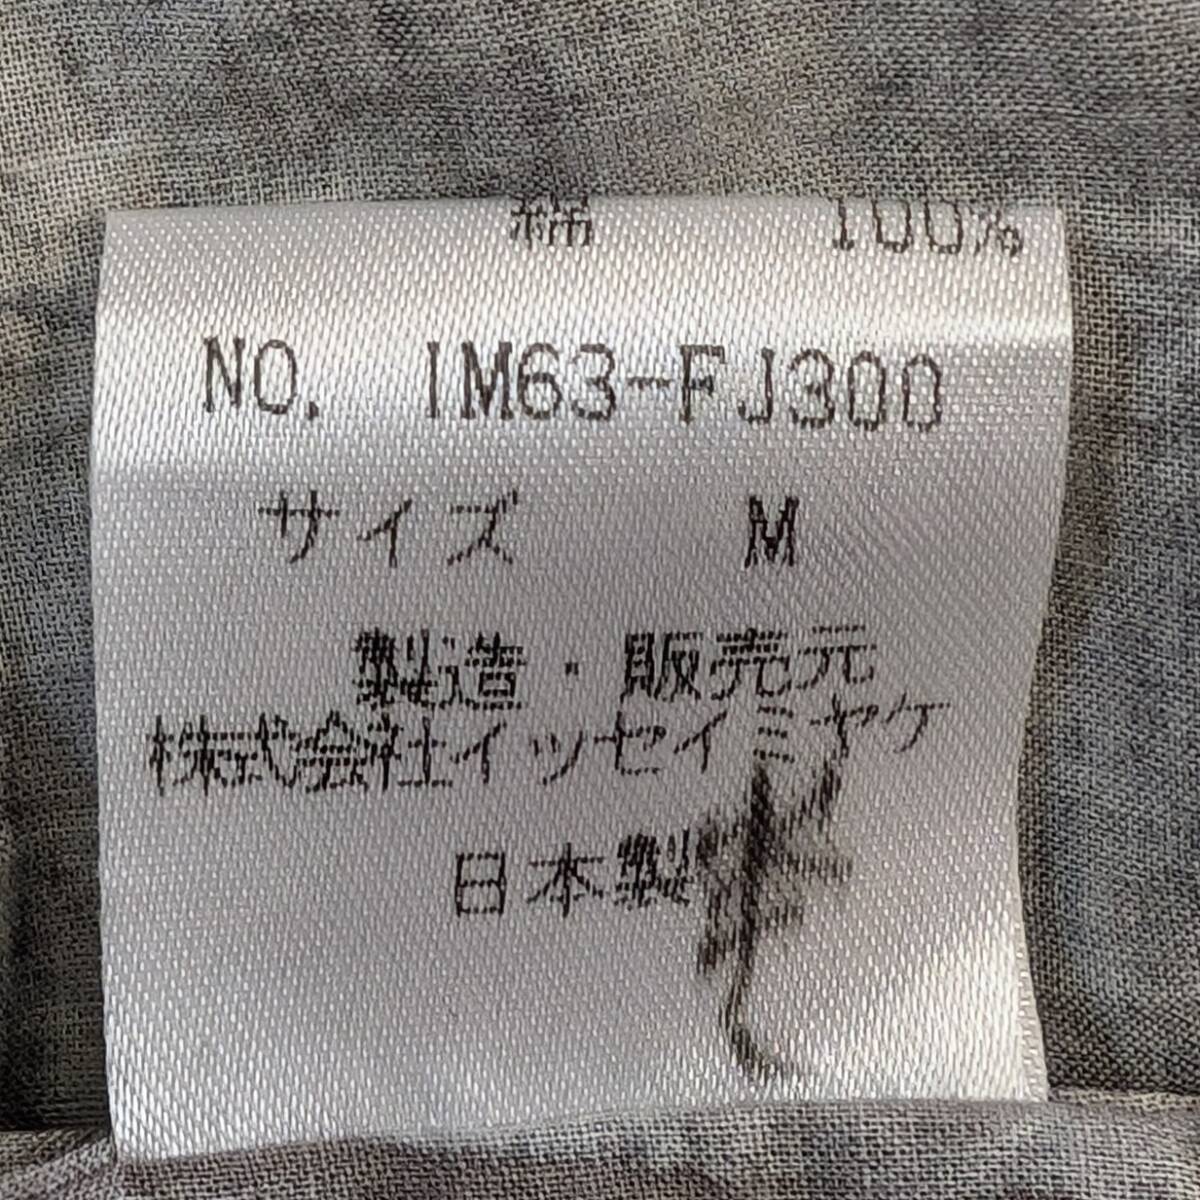 綿 100%
NO. IM63-FJ300
サイズ M
製造・販売元
株式会社イッセイミヤケ
日本製